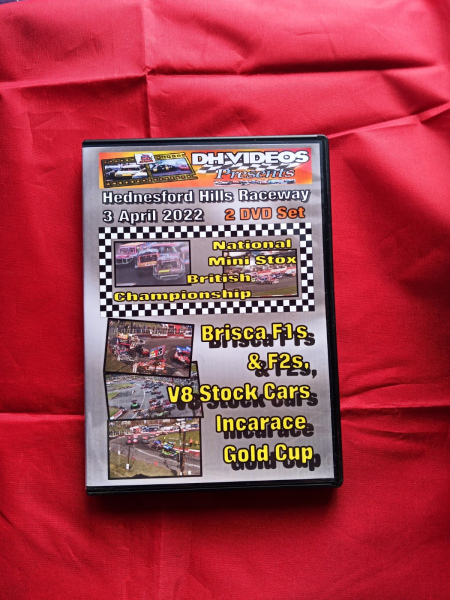 DH-VIDEOS
Presents
Hednesford Hills Raceway
3 April 2022 2 DVD Set
National
Mini Stox
British
Championship
Brisca F1s
& F2s,
V8 Stock Cars
Incarace
Gold Cup